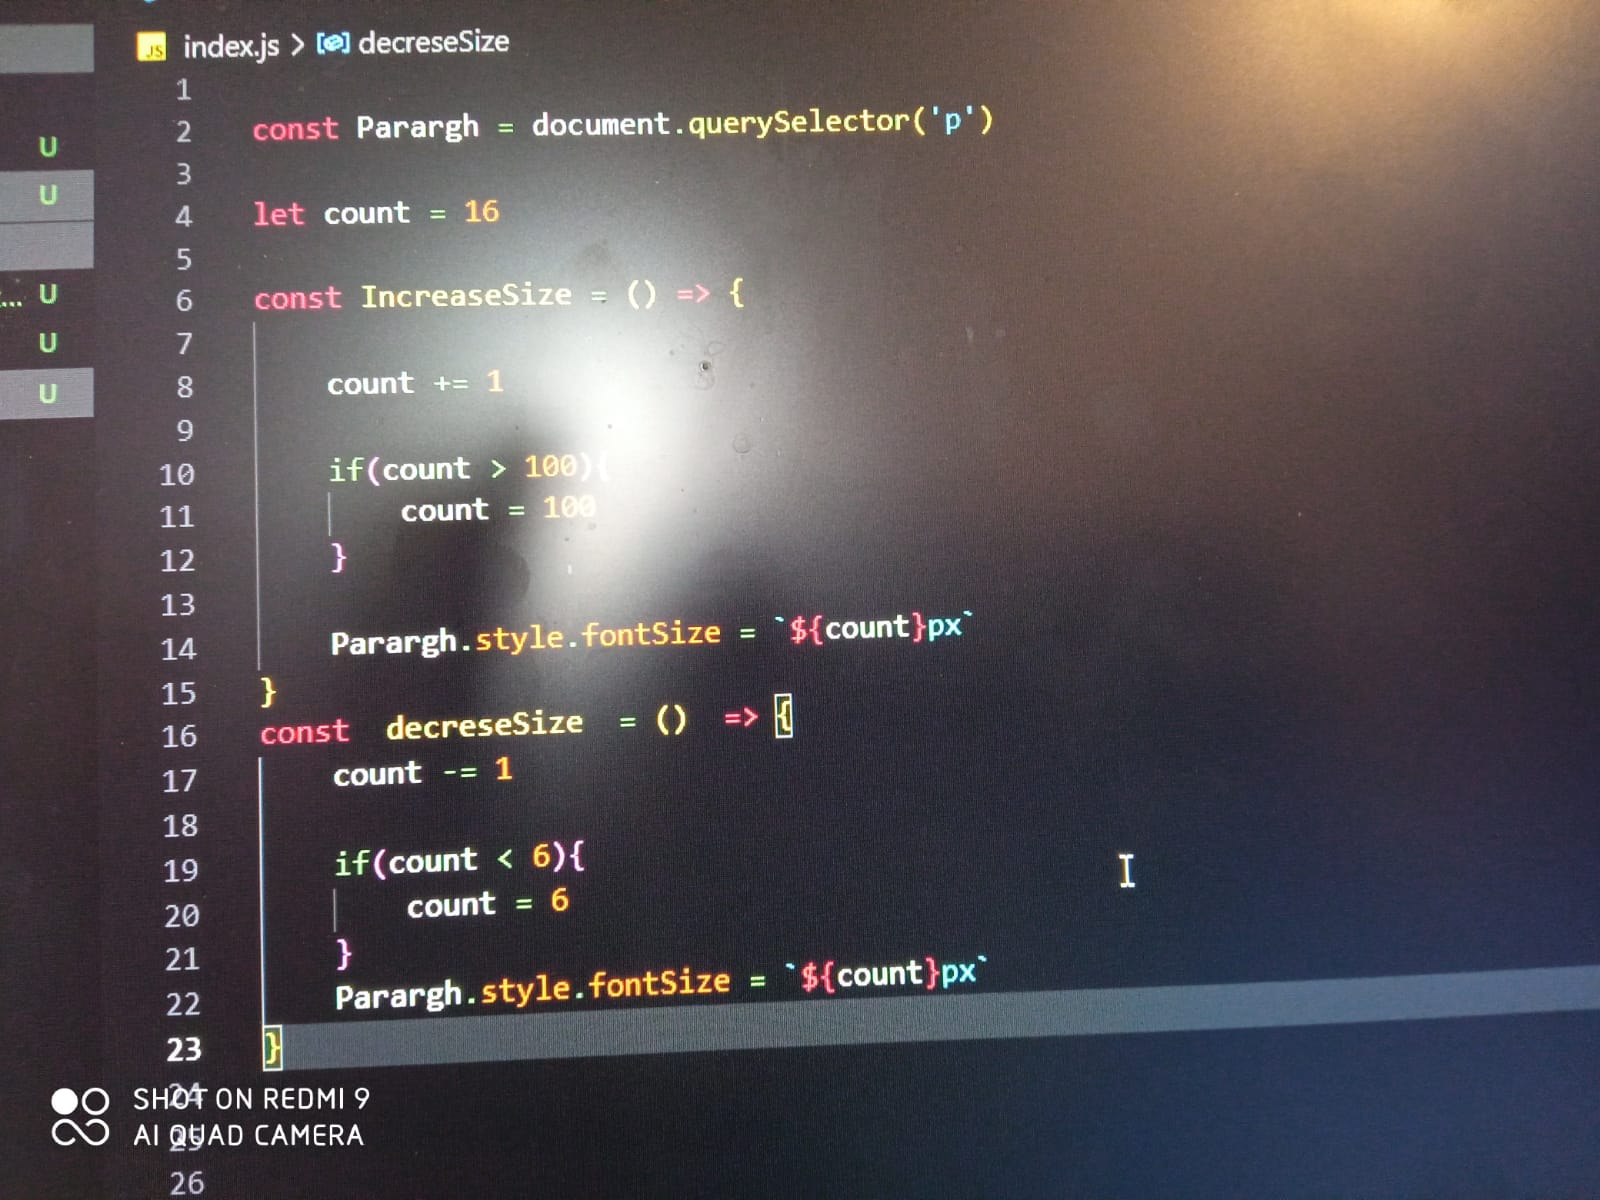 JS index.js > decreseSize
1
2 const Parargh = document.querySelector('p')
U
3
U
4 let count = 16
5
... U
6 const IncreaseSize = () => {
U
7
U
8 count += 1
9
10 if(count > 100){
11 count = 100
12 }
13
14 Parargh.style.fontSize = `${count}px`
15 }
16 const decreseSize = () => {
17 count -= 1
18
19 if(count < 6){
20 count = 6
21 }
22 Parargh.style.fontSize = `${count}px`
23 }
24
SHOT ON REDMI 9
25
AI QUAD CAMERA
26